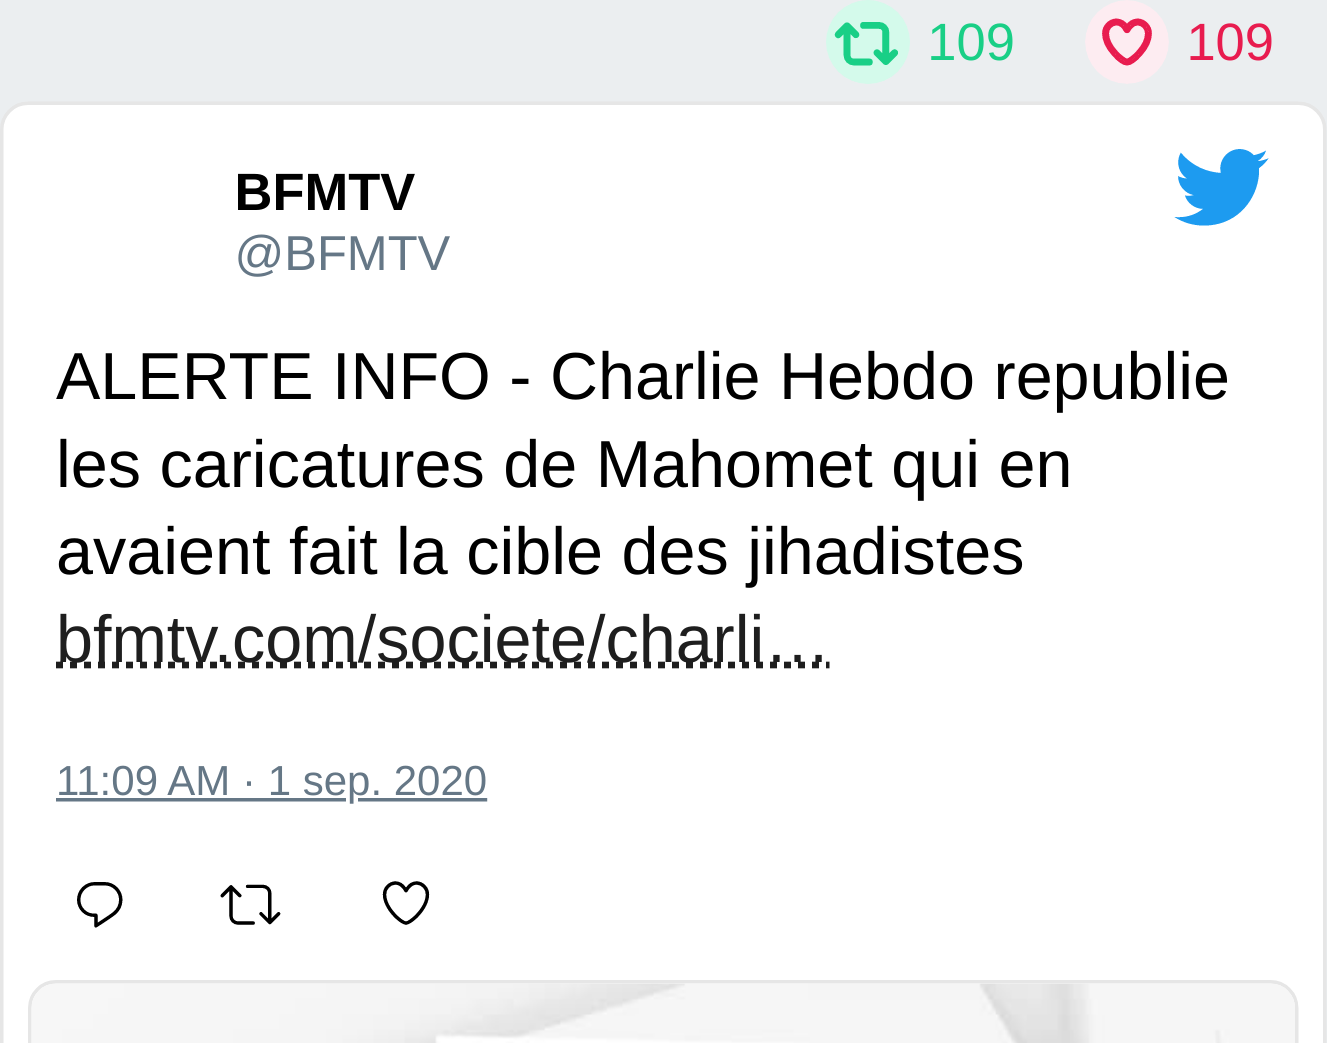 109 109
BFMTV
@BFMTV
ALERTE INFO - Charlie Hebdo republie
les caricatures de Mahomet qui en
avaient fait la cible des jihadistes
bfmtv.com/societe/charli…
11:09 AM · 1 sep. 2020